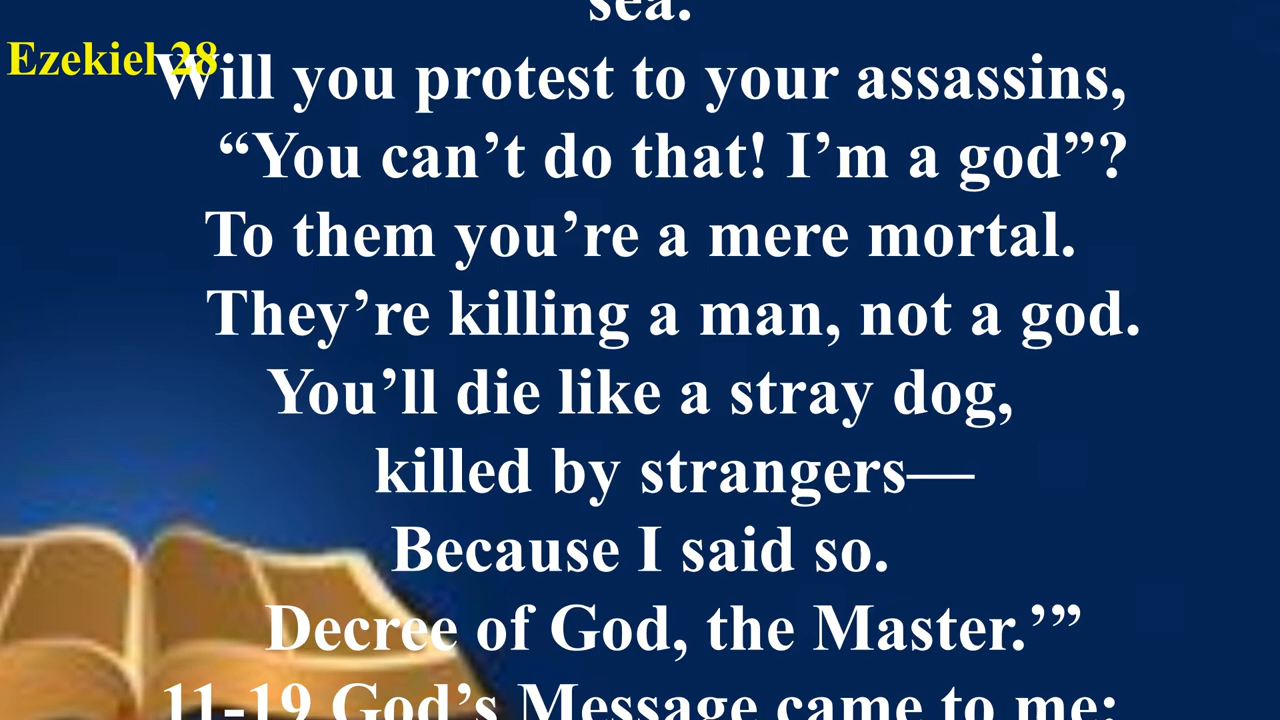 sea.
Ezekiel 28
Will you protest to your assassins,
“You can’t do that! I’m a god”?
To them you’re a mere mortal.
They’re killing a man, not a god.
You’ll die like a stray dog,
killed by strangers—
Because I said so.
Decree of God, the Master.’”
11-19 God’s Message came to me: